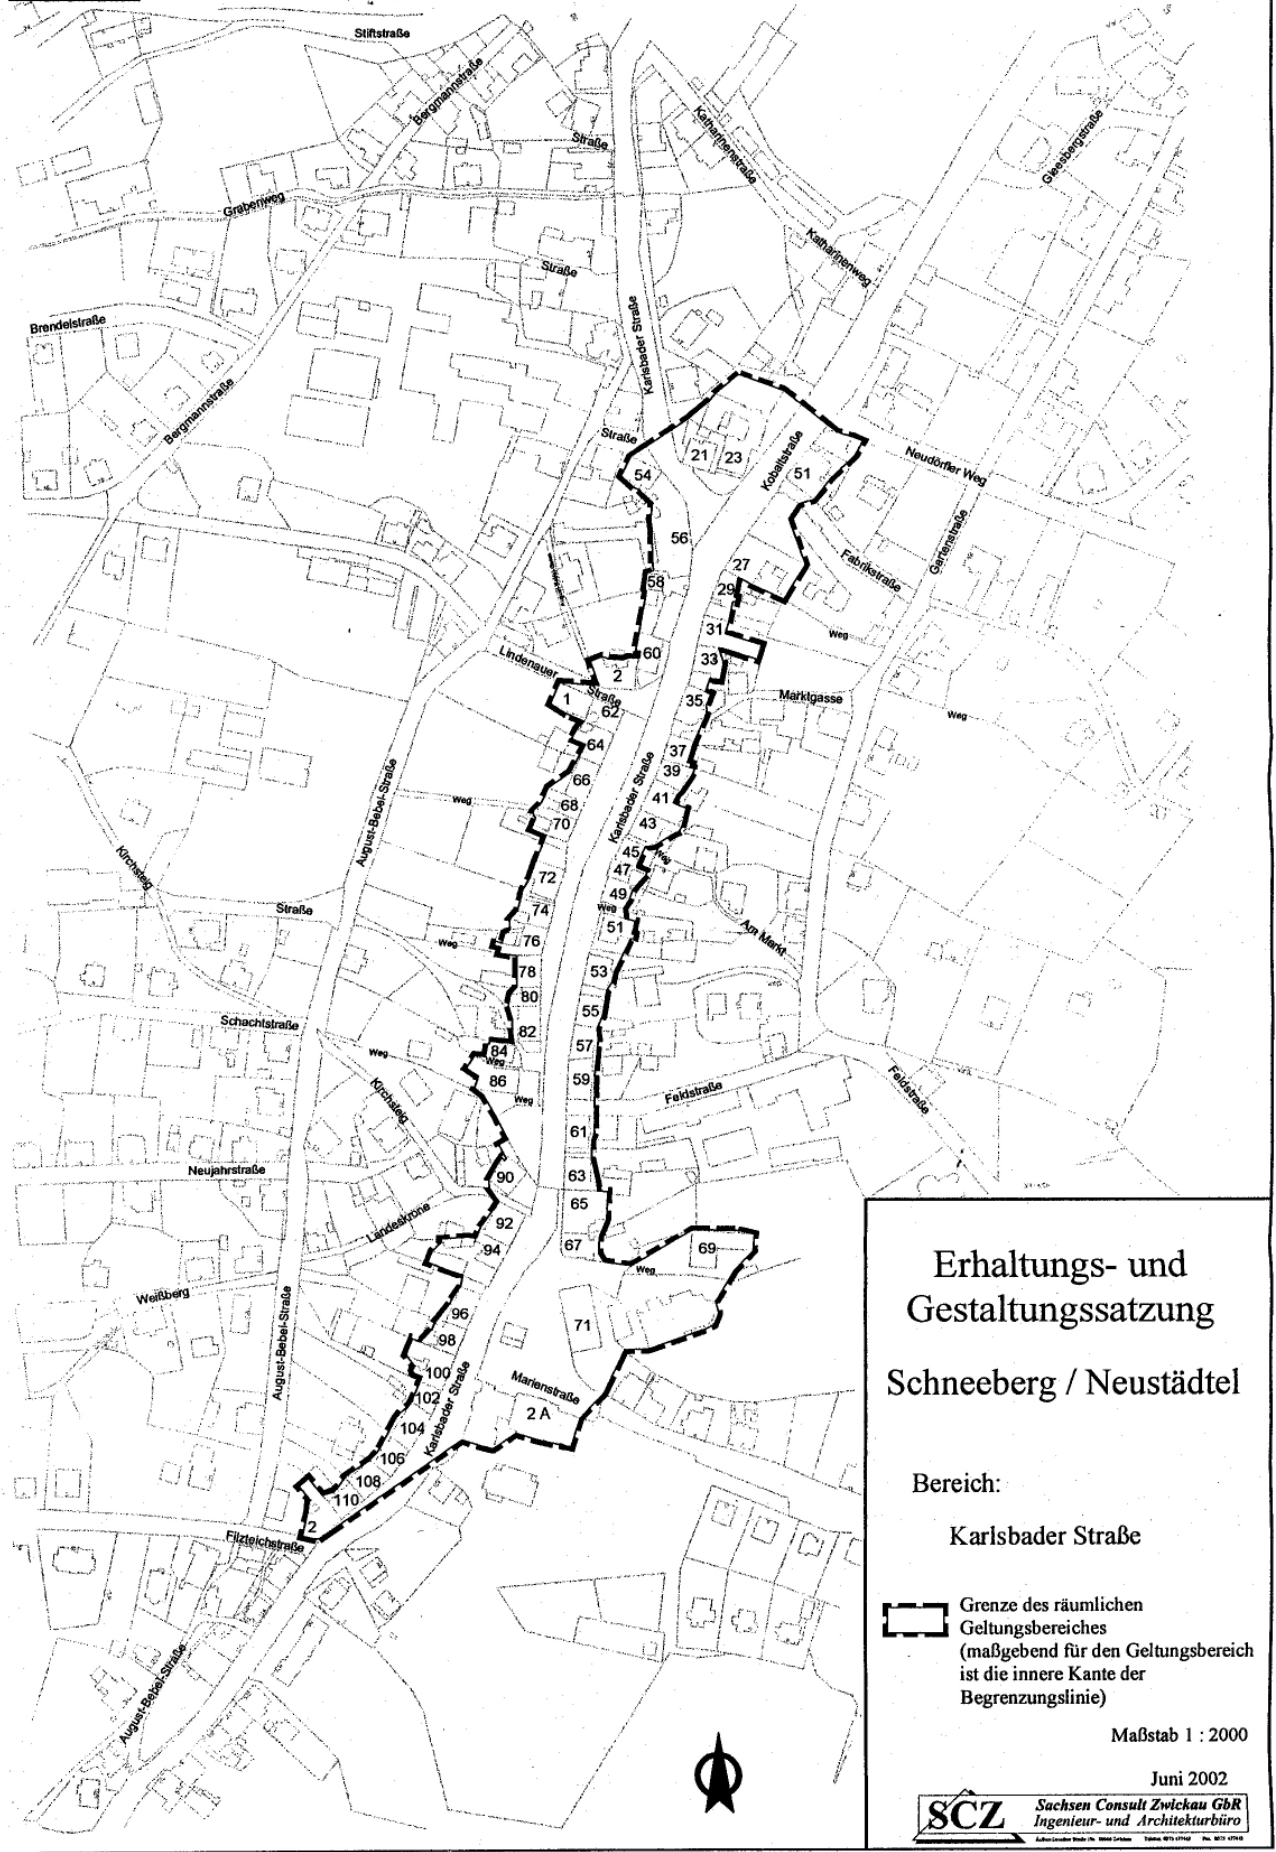 Stiftstraße
Bergmannstraße
Straße
Katharinenstraße
Gleesbergstraße
Grabenweg
Katharinenweg
Straße
Brendelstraße
Karlsbader Straße
Bergmannstraße
Straße
21
23
Kobaltstraße
51
Neudörfler Weg
54
56
Gartenstraße
Fabrikstraße
27
58
29
31
Weg
60
33
Lindenauer
Straße
2
1
62
35
Marktgasse
Weg
64
37
39
66
41
Karlsbader Straße
68
70
43
Weg
August-Bebel-Straße
45
Weg
47
Kirchsteig
72
49
Weg
74
Straße
51
Am Markt
76
Weg
78
53
80
55
Schachtstraße
82
57
84
Weg
Weg
86
59
Weg
Feldstraße
Feldstraße
Kirchsteig
61
Neujahrstraße
90
63
65
Landeskrone
92
67
94
69
Weg
Weißberg
96
71
98
August-Bebel-Straße
100
102
Karlsbader Straße
Marienstraße
2 A
104
106
108
110
2
Filzteichstraße
August-Bebel-Straße
Erhaltungs- und
Gestaltungssatzung
Schneeberg / Neustädtel
Bereich:
Karlsbader Straße
Grenze des räumlichen
Geltungsbereiches
(maßgebend für den Geltungsbereich
ist die innere Kante der
Begrenzungslinie)
Maßstab 1 : 2000
Juni 2002
SCZ
Sachsen Consult Zwickau GbR
Ingenieur- und Architekturbüro